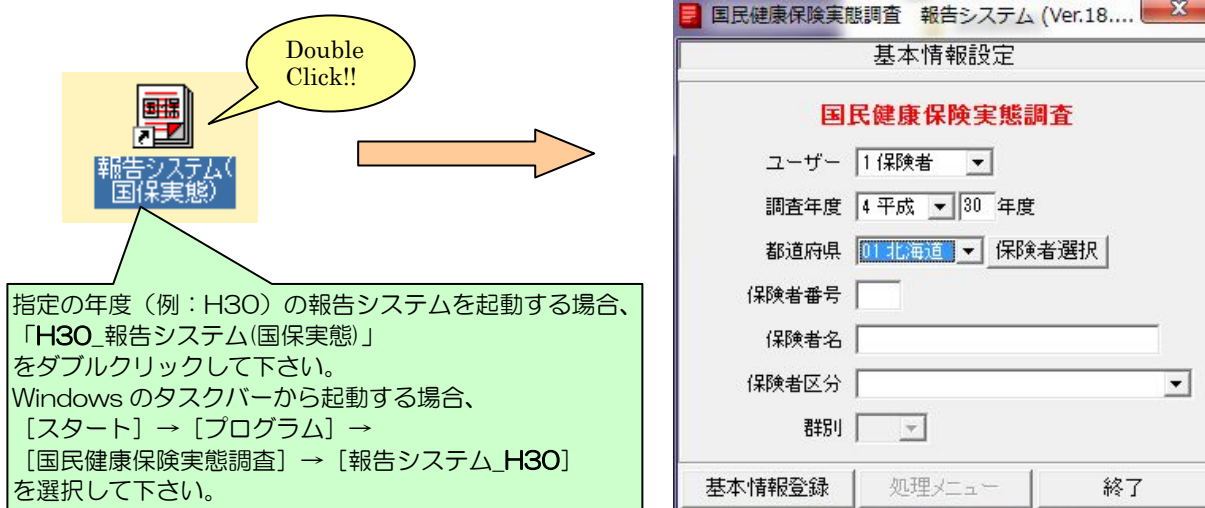 Double
Click!!
国保
報告システム(
国保実態)
指定の年度（例：H30）の報告システムを起動する場合、
「H30_報告システム(国保実態)」
をダブルクリックして下さい。
Windows のタスクバーから起動する場合、
［スタート］→［プログラム］→
［国民健康保険実態調査］→［報告システム_H30］
を選択して下さい。
国民健康保険実態調査　報告システム (Ver.18....
基本情報設定
国民健康保険実態調査
ユーザー 1 保険者
調査年度 4 平成 30 年度
都道府県 01 北海道 保険者選択
保険者番号
保険者名
保険者区分
群別
基本情報登録 処理メニュー 終了